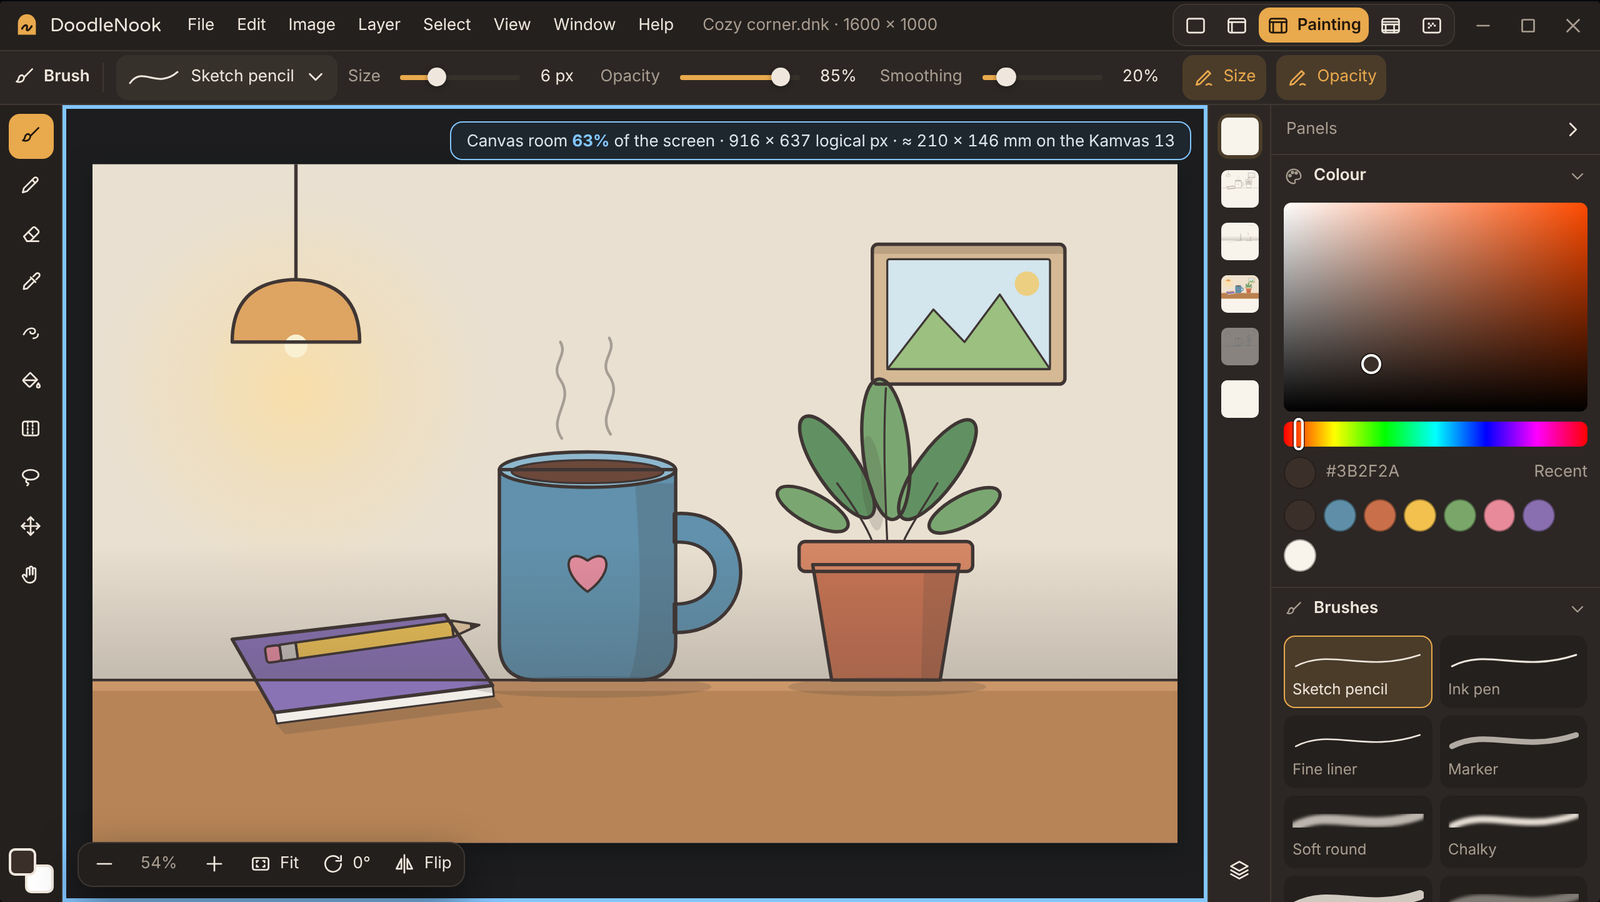 DoodleNook File Edit Image Layer Select View Window Help Cozy corner.dnk · 1600 × 1000 Painting
Brush Sketch pencil Size 6 px Opacity 85% Smoothing 20% Size Opacity
Canvas room 63% of the screen · 916 × 637 logical px · ≈ 210 × 146 mm on the Kamvas 13
Panels
Colour
#3B2F2A Recent
Brushes
Sketch pencil Ink pen
Fine liner Marker
Soft round Chalky
54% Fit 0° Flip